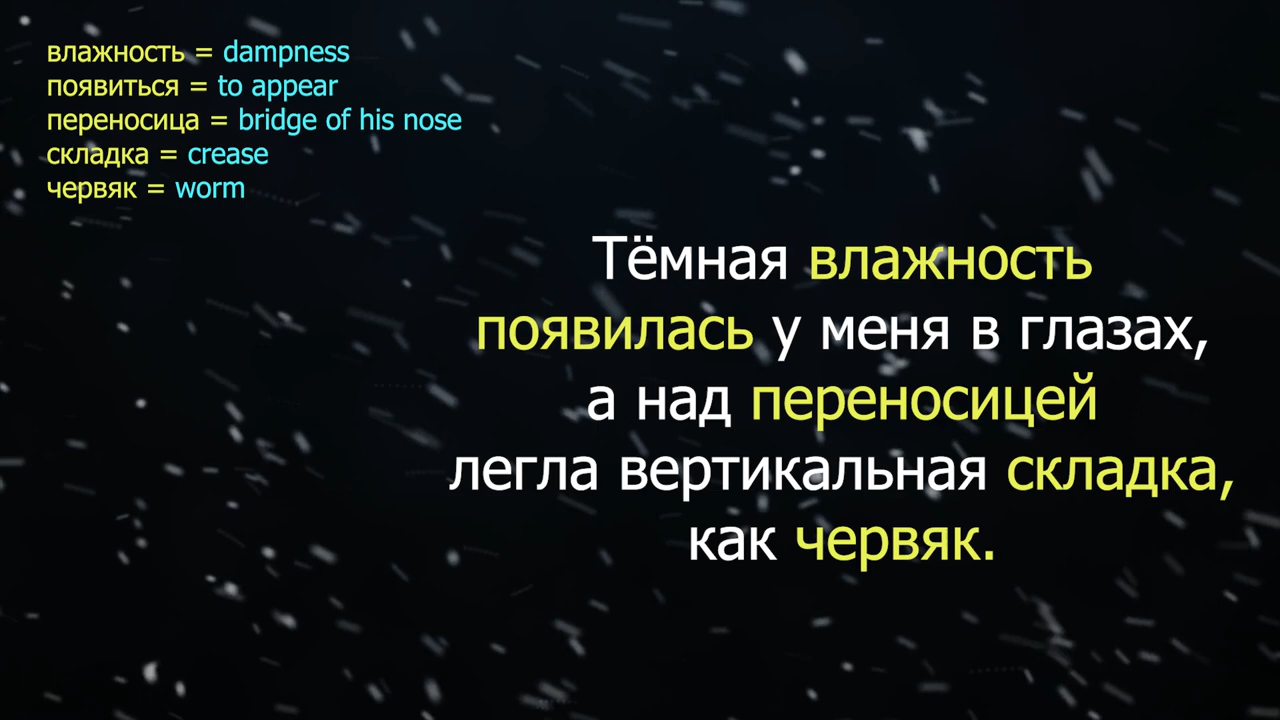 влажность = dampness
появиться = to appear
переносица = bridge of his nose
складка = crease
червяк = worm
Тёмная влажность
появилась у меня в глазах,
а над переносицей
легла вертикальная складка,
как червяк.